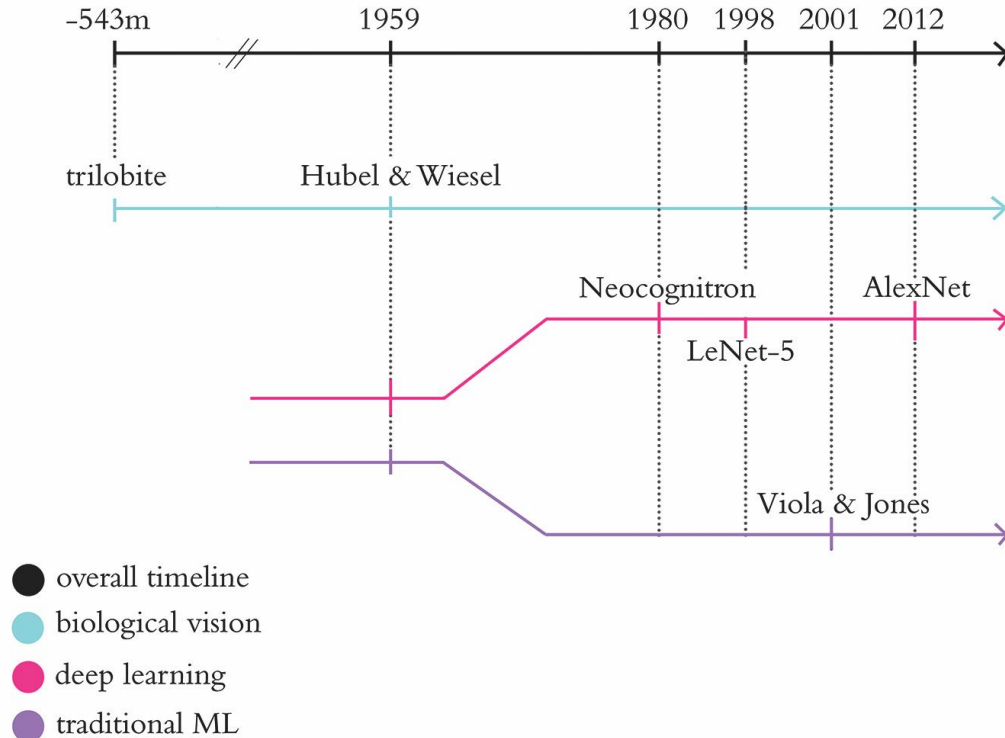 -543m 1959 1980 1998 2001 2012
trilobite Hubel & Wiesel
Neocognitron AlexNet
LeNet-5
Viola & Jones
overall timeline
biological vision
deep learning
traditional ML